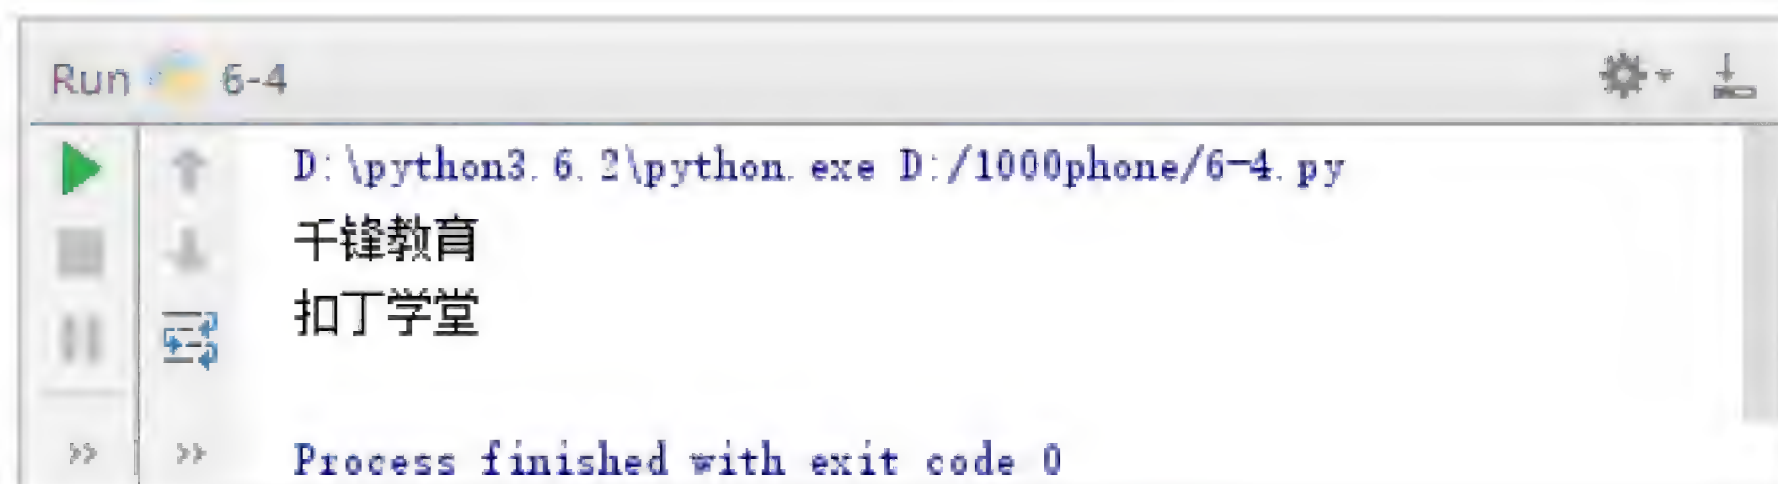 Run 6-4
D:\python3.6.2\python.exe D:/1000phone/6-4.py
千锋教育
扣丁学堂
Process finished with exit code 0